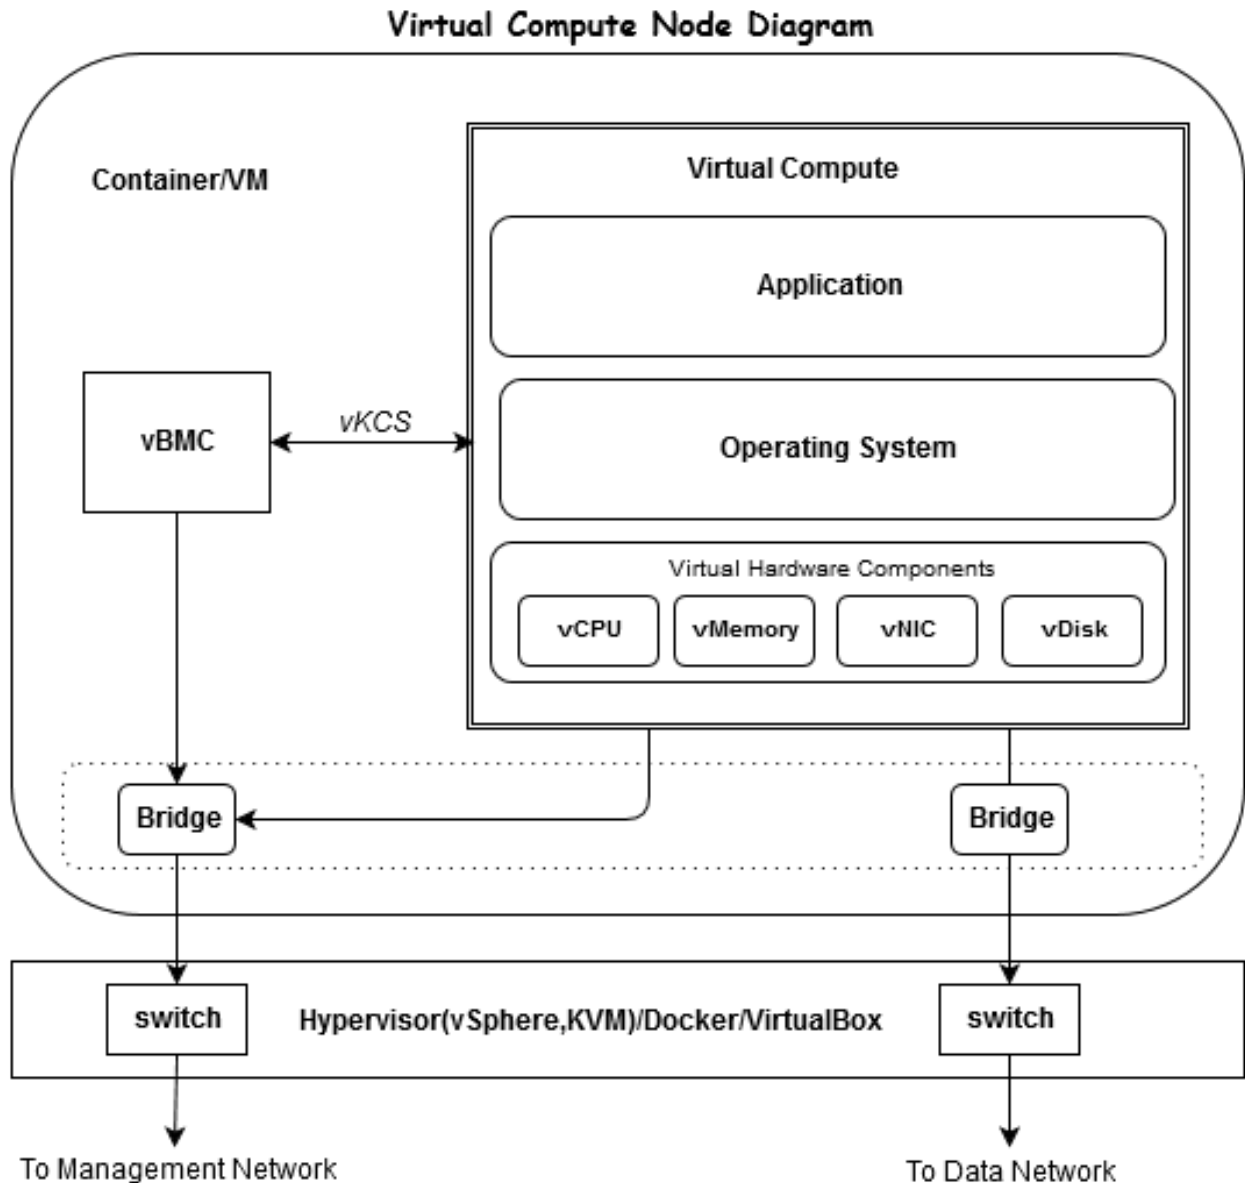 Virtual Compute Node Diagram
Container/VM
Virtual Compute
Application
vBMC
vKCS
Operating System
Virtual Hardware Components
vCPU
vMemory
vNIC
vDisk
Bridge
Bridge
switch
Hypervisor(vSphere,KVM)/Docker/VirtualBox
switch
To Management Network
To Data Network